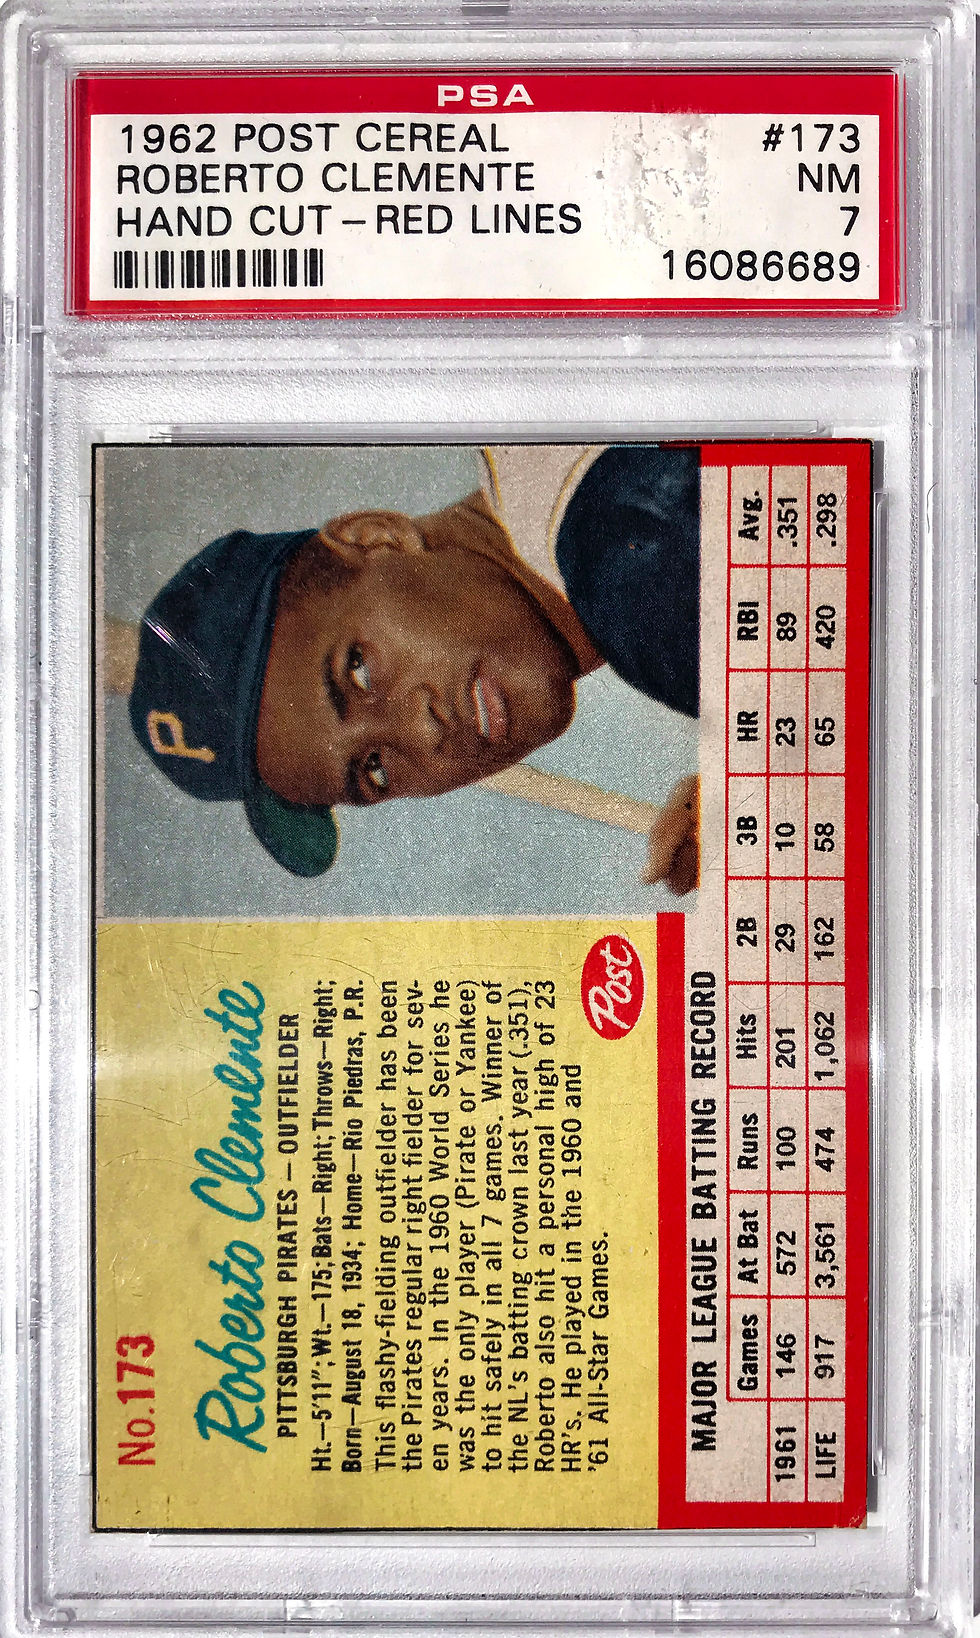 PSA
1962 POST CEREAL #173
ROBERTO CLEMENTE NM
HAND CUT – RED LINES 7
16086689
No. 173
Roberto Clemente
PITTSBURGH PIRATES — OUTFIELDER
Ht.—5'11"; Wt.—175; Bats—Right; Throws—Right;
Born—August 18, 1934; Home—Rio Piedras, P.R.
This flashy-fielding outfielder has been
the Pirates regular right fielder for sev-
en years. In the 1960 World Series he
was the only player (Pirate or Yankee)
to hit safely in all 7 games. Winner of
the NL's batting crown last year (.351),
Roberto also hit a personal high of 23
HR's. He played in the 1960 and
'61 All-Star Games.
Post
P
MAJOR LEAGUE BATTING RECORD
Games At Bat Runs Hits 2B 3B HR RBI Avg.
1961 146 572 100 201 29 10 23 89 .351
LIFE 917 3,561 474 1,062 162 58 65 420 .298